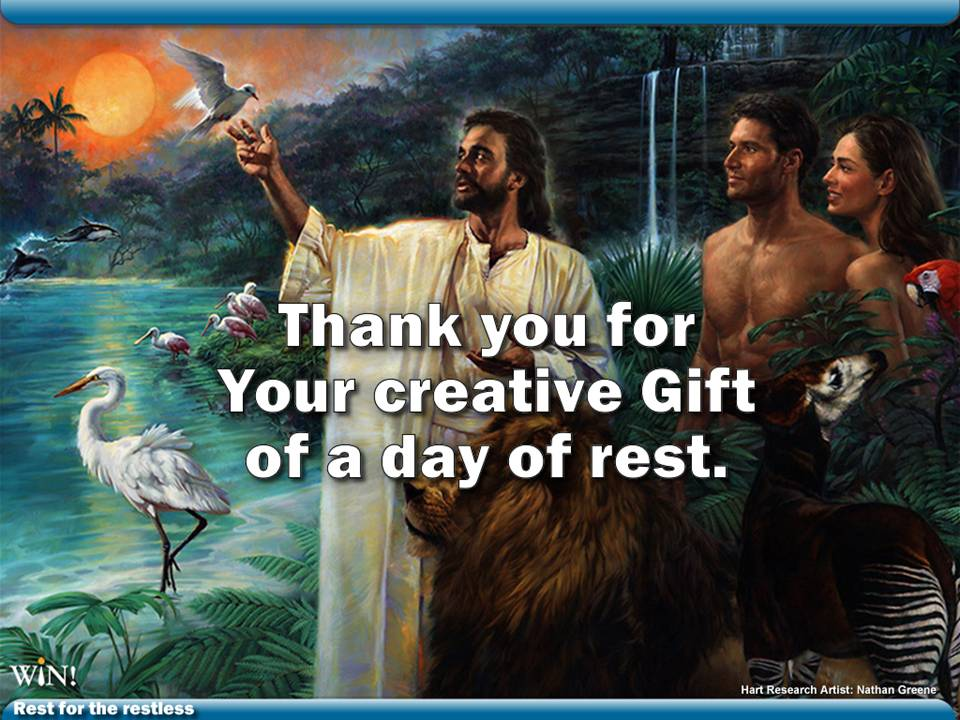 Thank you for
Your creative Gift
of a day of rest.
WiN!
Hart Research Artist: Nathan Greene
Rest for the restless